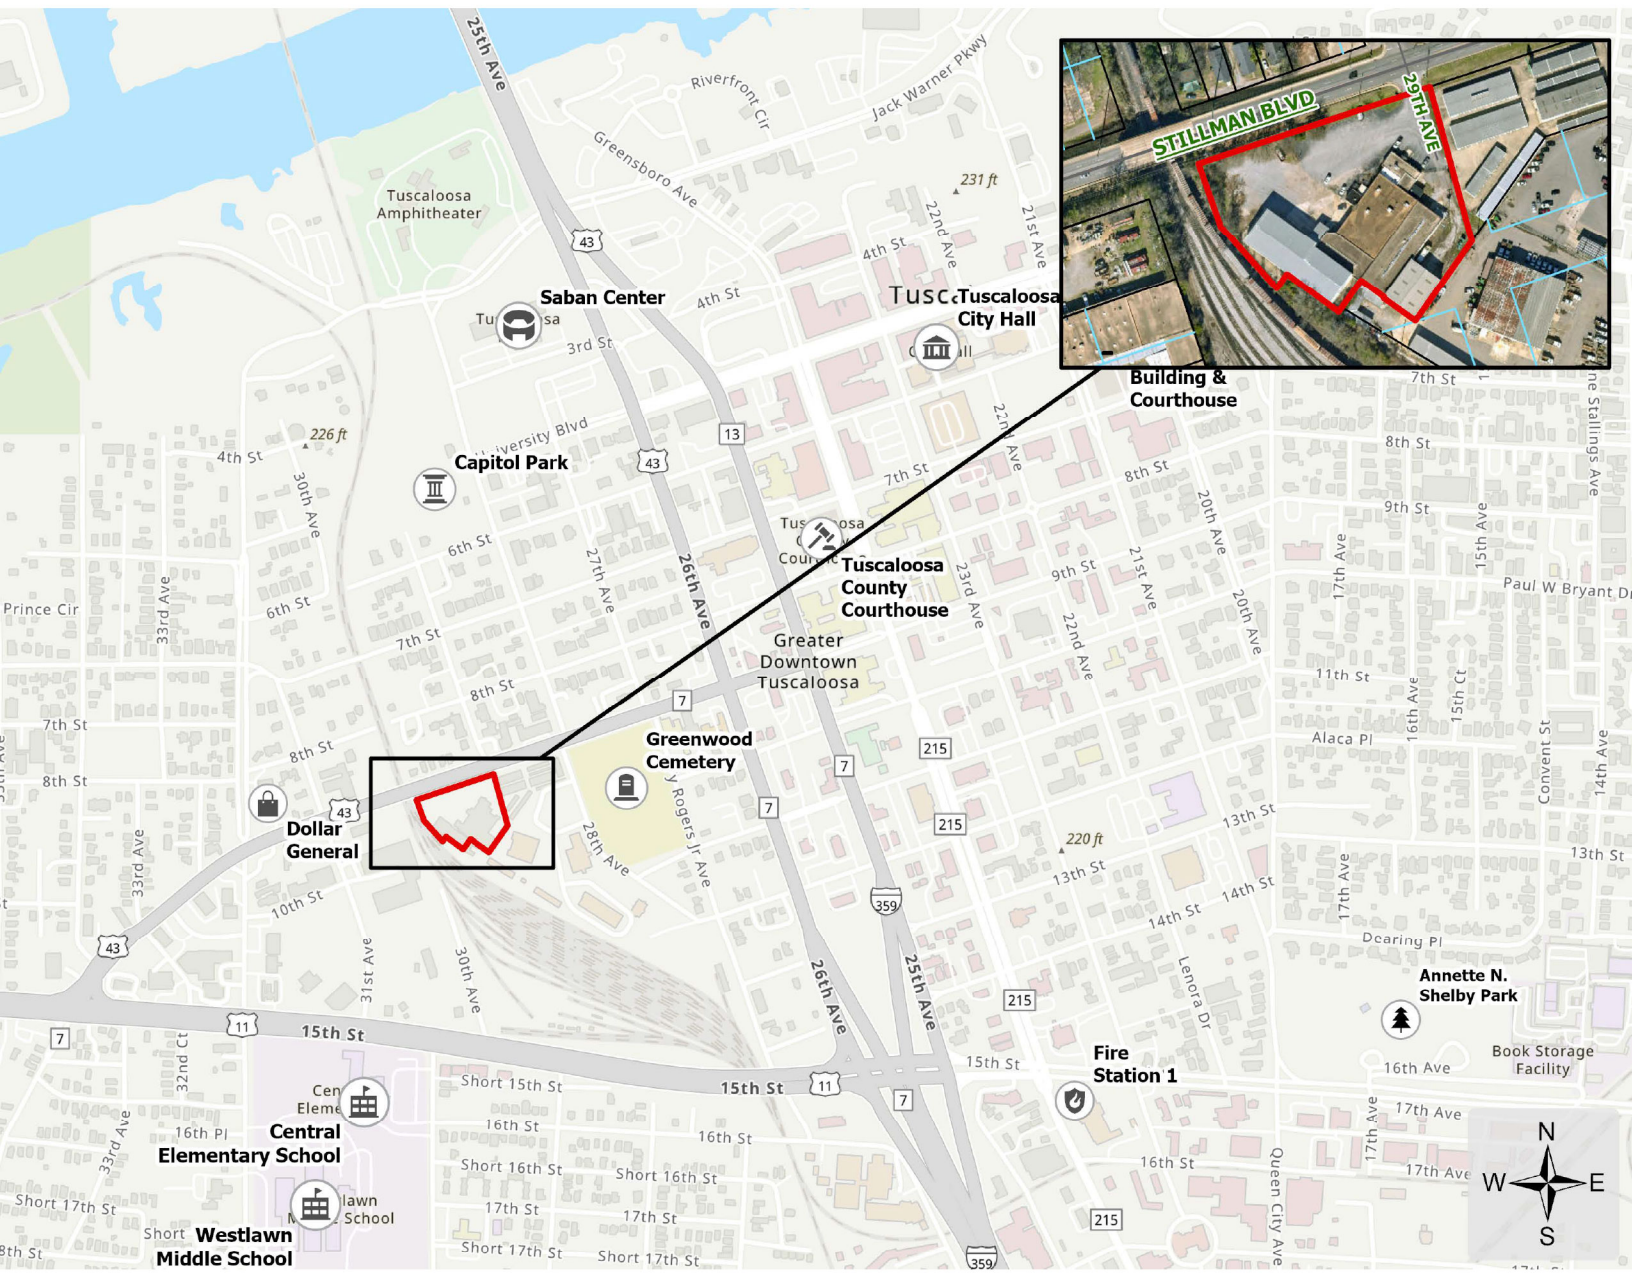 25th Ave
Riverfront Cir
Jack Warner Pkwy
Greensboro Ave
231 ft
STILLMAN BLVD
29TH AVE
Tuscaloosa
Amphitheater
22nd Ave
21st Ave
43
4th St
Saban Center
4th St
Tuscaloosa
City Hall
3rd St
Building &
Courthouse
7th St
226 ft
4th St
University Blvd
13
43
22nd Ave
8th St
Capitol Park
7th St
8th St
30th Ave
20th Ave
9th St
15th Ave
6th St
27th Ave
26th Ave
Tuscaloosa
County
Courthouse
23rd Ave
9th St
21st Ave
17th Ave
Paul W Bryant Dr
Prince Cir
33rd Ave
6th St
7th St
22nd Ave
20th Ave
Greater
Downtown
Tuscaloosa
8th St
7
11th St
16th Ave
15th Ct
7th St
8th St
Greenwood
Cemetery
215
Alaca Pl
Convent St
14th Ave
8th St
7
Dollar
General
43
7
215
13th St
28th Ave
y Rogers Jr Ave
220 ft
13th St
13th St
33rd Ave
10th St
359
14th St
17th Ave
14th St
43
31st Ave
30th Ave
26th Ave
25th Ave
Lenora Dr
Dearing Pl
Annette N.
Shelby Park
215
7
11
15th St
32nd Ct
Fire
Station 1
15th St
Book Storage
Facility
16th Ave
Short 15th St
15th St
11
7
17th Ave
17th Ave
Cen
Eleme
Central
Elementary School
16th Pl
33rd Ave
16th St
16th St
16th St
17th Ave
Short 16th St
Short 16th St
Queen City Ave
N
W E
S
Short 17th St
lawn
School
Westlawn
Middle School
Short
17th St
17th St
215
8th St
Short 17th St
Short 17th St
359